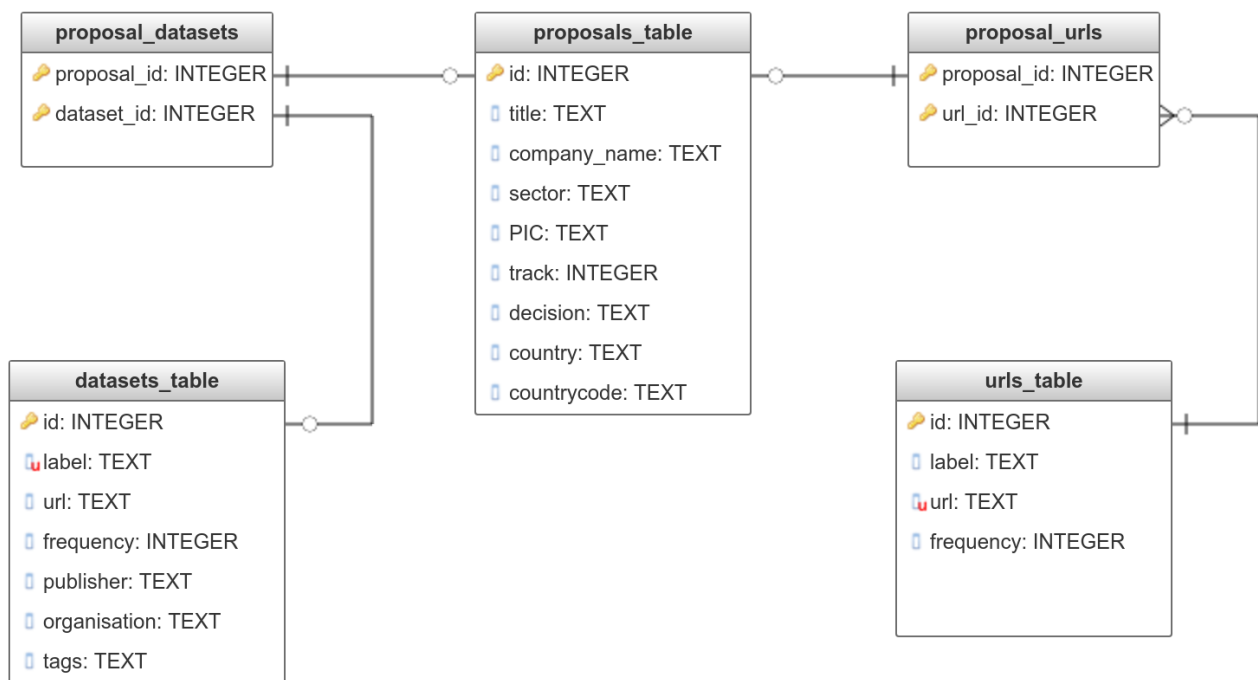 proposal_datasets
proposal_id: INTEGER
dataset_id: INTEGER
proposals_table
id: INTEGER
title: TEXT
company_name: TEXT
sector: TEXT
PIC: TEXT
track: INTEGER
decision: TEXT
country: TEXT
countrycode: TEXT
proposal_urls
proposal_id: INTEGER
url_id: INTEGER
datasets_table
id: INTEGER
label: TEXT
url: TEXT
frequency: INTEGER
publisher: TEXT
organisation: TEXT
tags: TEXT
urls_table
id: INTEGER
label: TEXT
url: TEXT
frequency: INTEGER